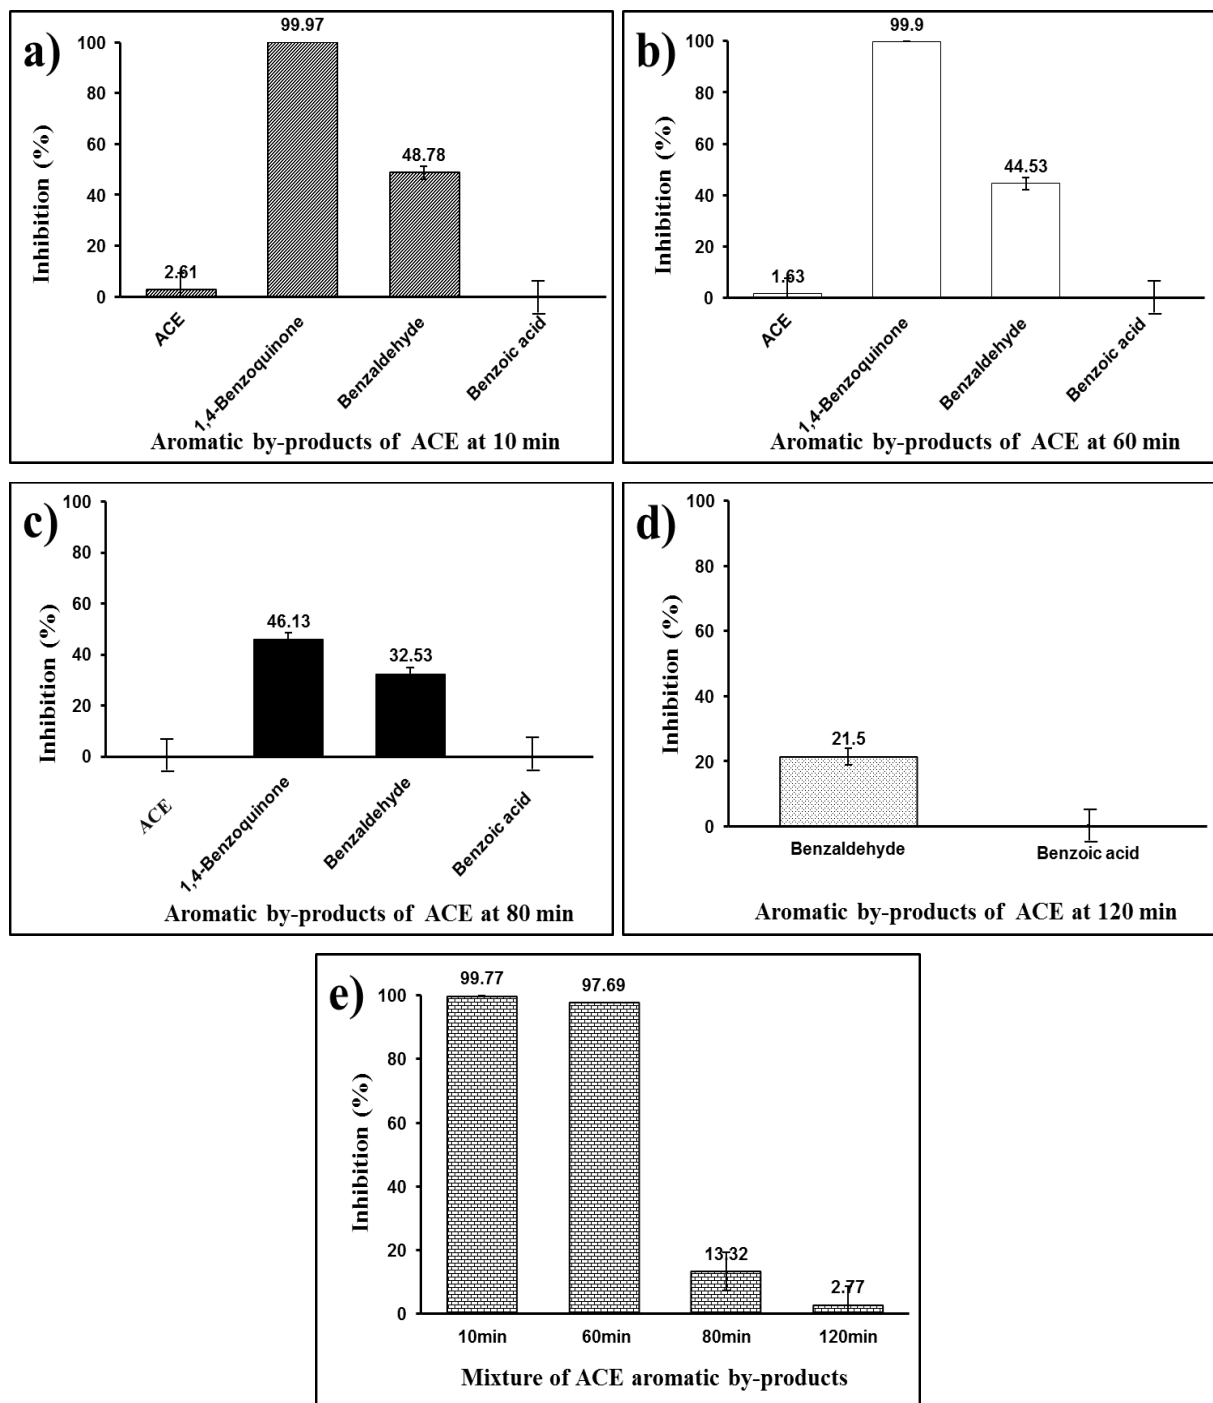 a)
Inhibition (%)
100
80
60
40
20
0
2.61
99.97
48.78
ACE
1,4-Benzoquinone
Benzaldehyde
Benzoic acid
Aromatic by-products of ACE at 10 min
b)
Inhibition (%)
100
80
60
40
20
0
1.63
99.9
44.53
ACE
1,4-Benzoquinone
Benzaldehyde
Benzoic acid
Aromatic by-products of ACE at 60 min
c)
Inhibition (%)
100
80
60
40
20
0
46.13
32.53
ACE
1,4-Benzoquinone
Benzaldehyde
Benzoic acid
Aromatic by-products of ACE at 80 min
d)
Inhibition (%)
100
80
60
40
20
0
21.5
Benzaldehyde
Benzoic acid
Aromatic by-products of ACE at 120 min
e)
Inhibition (%)
100
80
60
40
20
0
99.77
97.69
13.32
2.77
10min
60min
80min
120min
Mixture of ACE aromatic by-products